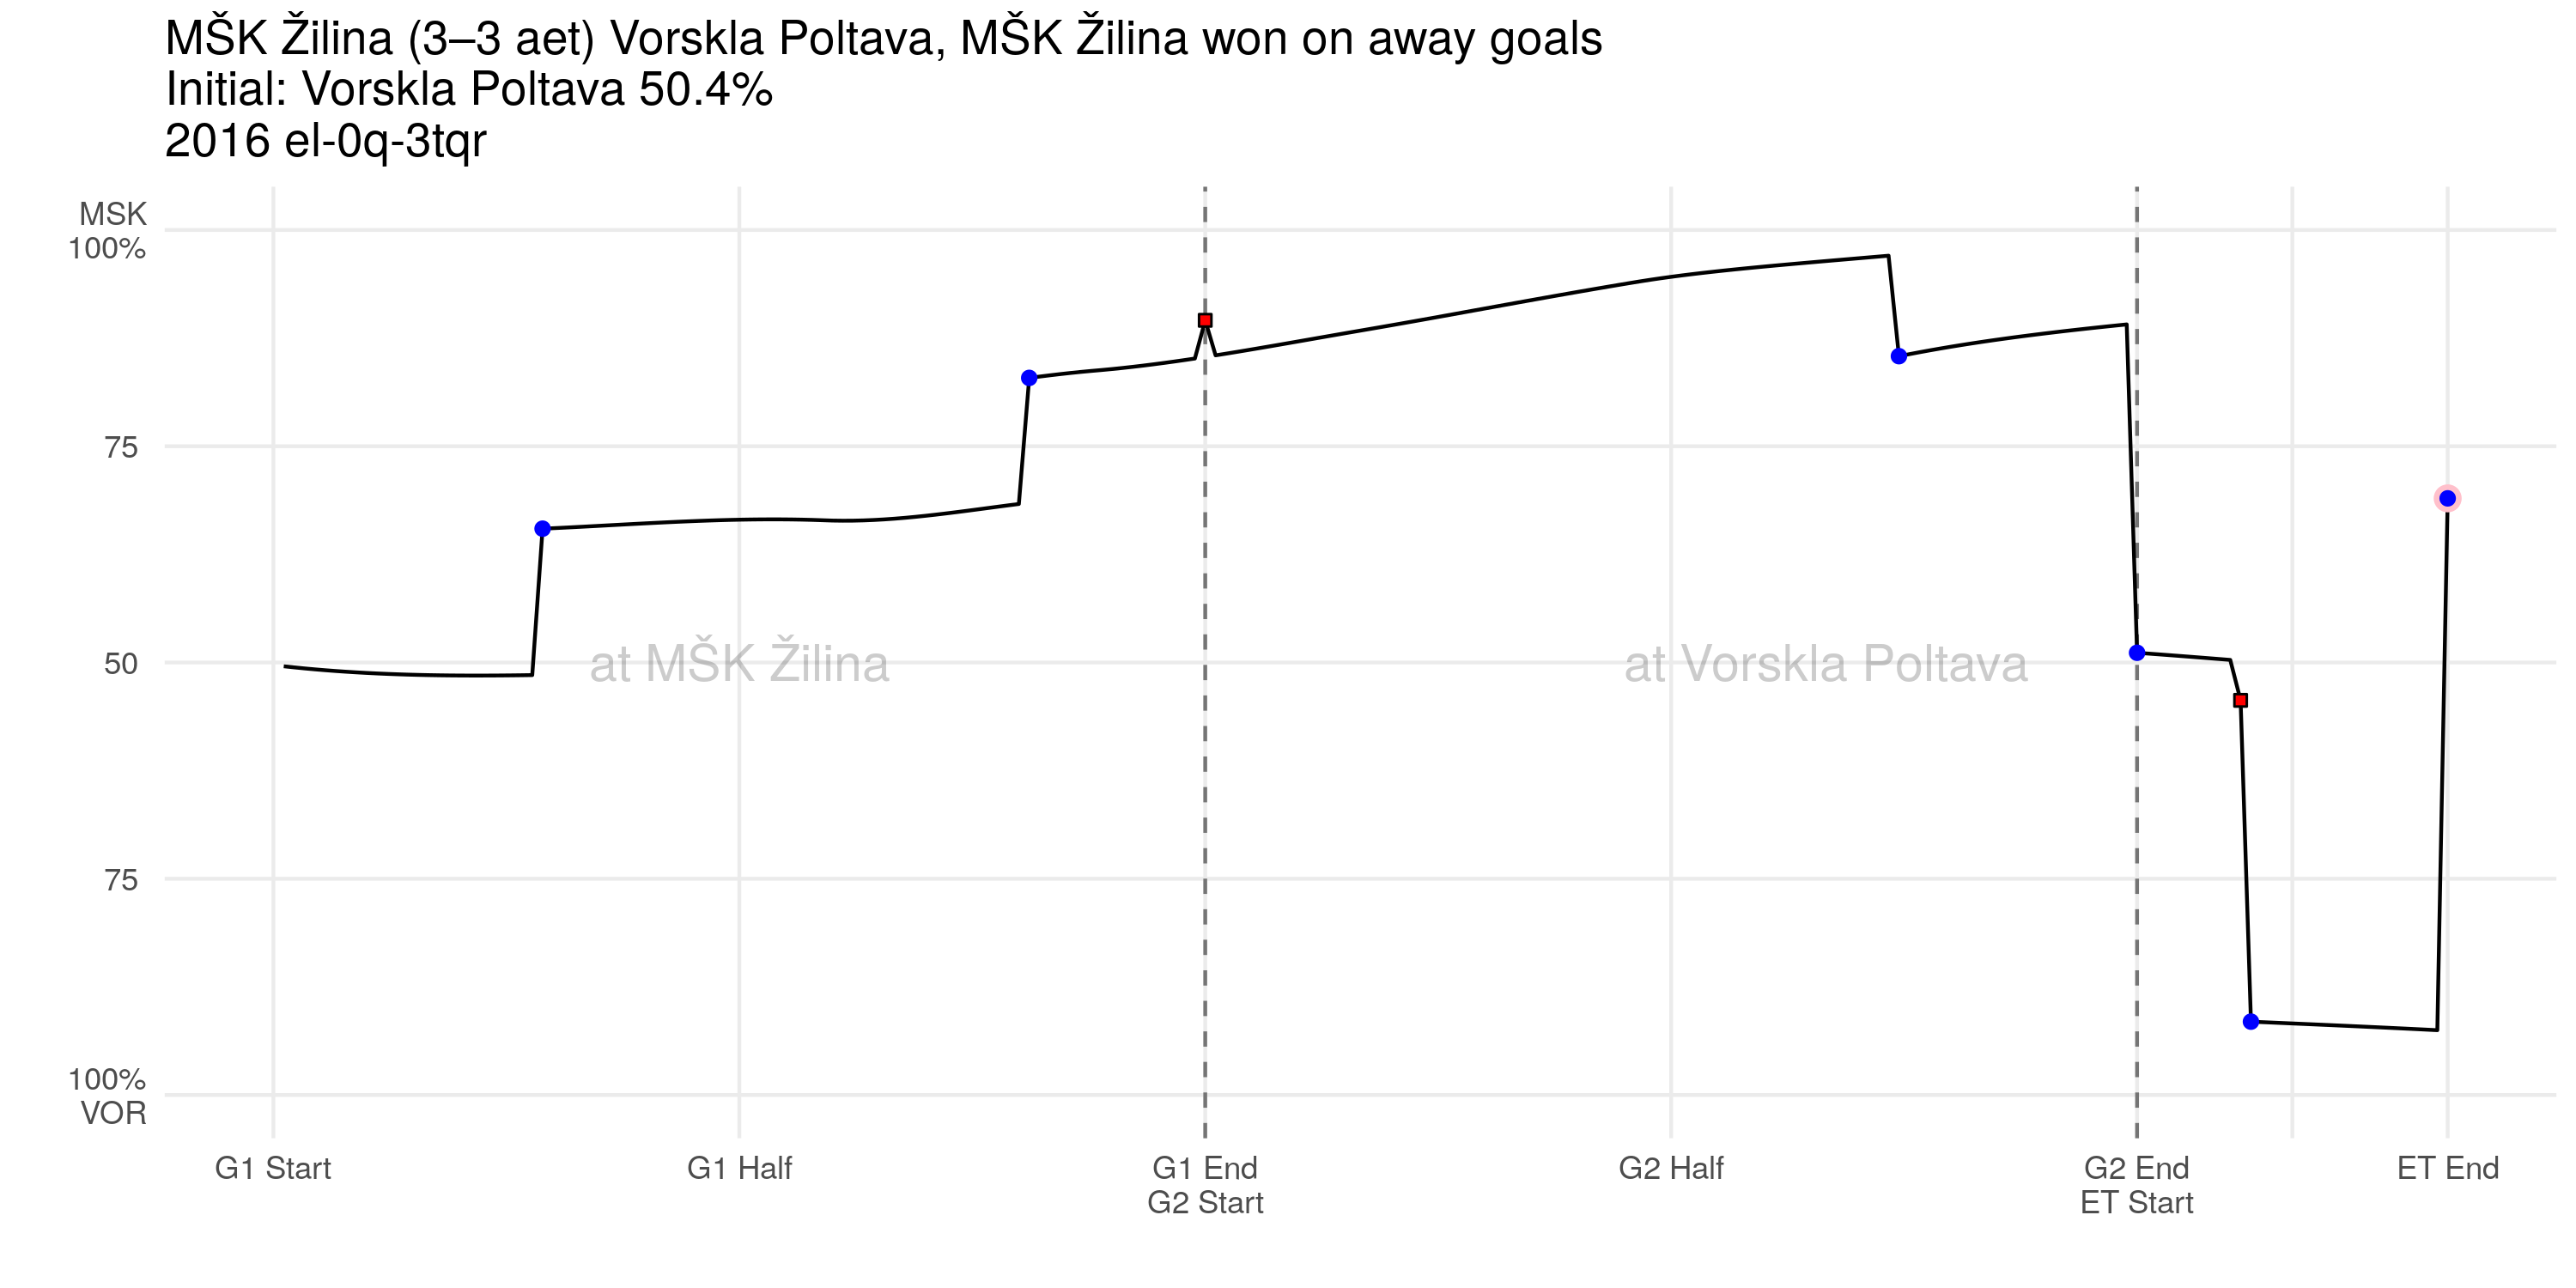 MŠK Žilina (3–3 aet) Vorskla Poltava, MŠK Žilina won on away goals
Initial: Vorskla Poltava 50.4%
2016 el-0q-3tqr
MSK
100%
75
50
75
100%
VOR
at MŠK Žilina
at Vorskla Poltava
G1 Start
G1 Half
G1 End
G2 Start
G2 Half
G2 End
ET Start
ET End